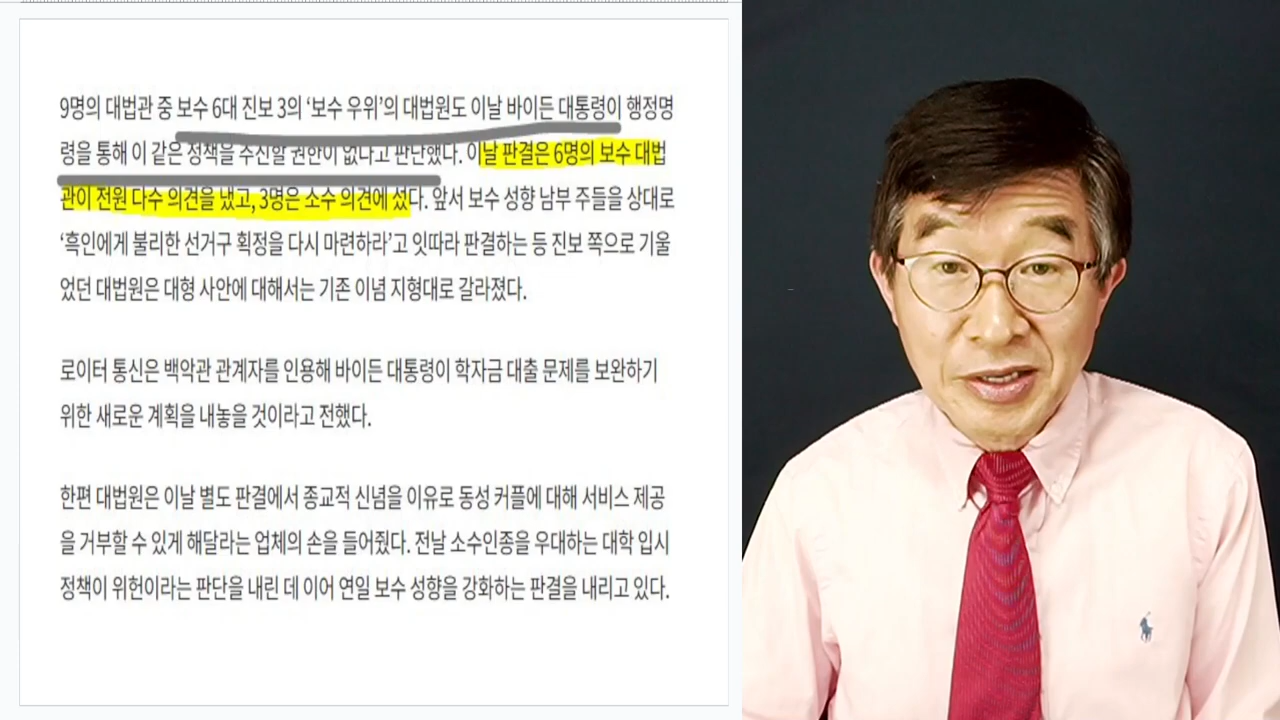 9명의 대법관 중 보수 6대 진보 3의 ‘보수 우위’의 대법원도 이날 바이든 대통령이 행정명
령을 통해 이 같은 정책을 추진할 권한이 없다고 판단했다. 이날 판결은 6명의 보수 대법
관이 전원 다수 의견을 냈고, 3명은 소수 의견에 섰다. 앞서 보수 성향 남부 주들을 상대로
‘흑인에게 불리한 선거구 획정을 다시 마련하라’고 잇따라 판결하는 등 진보 쪽으로 기울
었던 대법원은 대형 사안에 대해서는 기존 이념 지형대로 갈라졌다.
로이터 통신은 백악관 관계자를 인용해 바이든 대통령이 학자금 대출 문제를 보완하기
위한 새로운 계획을 내놓을 것이라고 전했다.
한편 대법원은 이날 별도 판결에서 종교적 신념을 이유로 동성 커플에 대해 서비스 제공
을 거부할 수 있게 해달라는 업체의 손을 들어줬다. 전날 소수인종을 우대하는 대학 입시
정책이 위헌이라는 판단을 내린 데 이어 연일 보수 성향을 강화하는 판결을 내리고 있다.